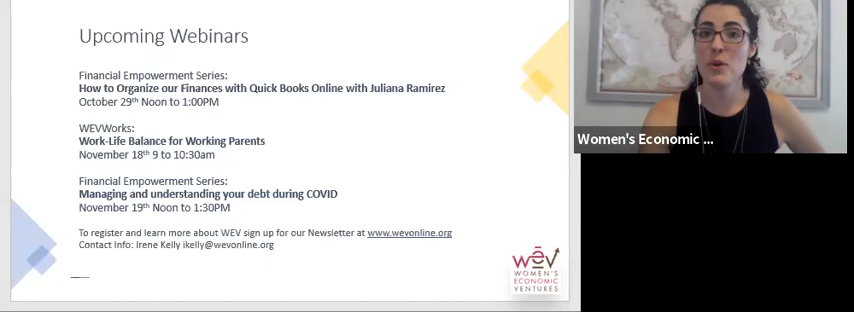 Upcoming Webinars
Financial Empowerment Series:
How to Organize our Finances with Quick Books Online with Juliana Ramirez
October 29th Noon to 1:00PM
WEVWorks:
Work-Life Balance for Working Parents
November 18th 9 to 10:30am
Financial Empowerment Series:
Managing and understanding your debt during COVID
November 19th Noon to 1:30PM
To register and learn more about WEV sign up for our Newsletter at www.wevonline.org
Contact Info: Irene Kelly ikelly@wevonline.org
wev
WOMEN'S
ECONOMIC
VENTURES
Women's Economic ...